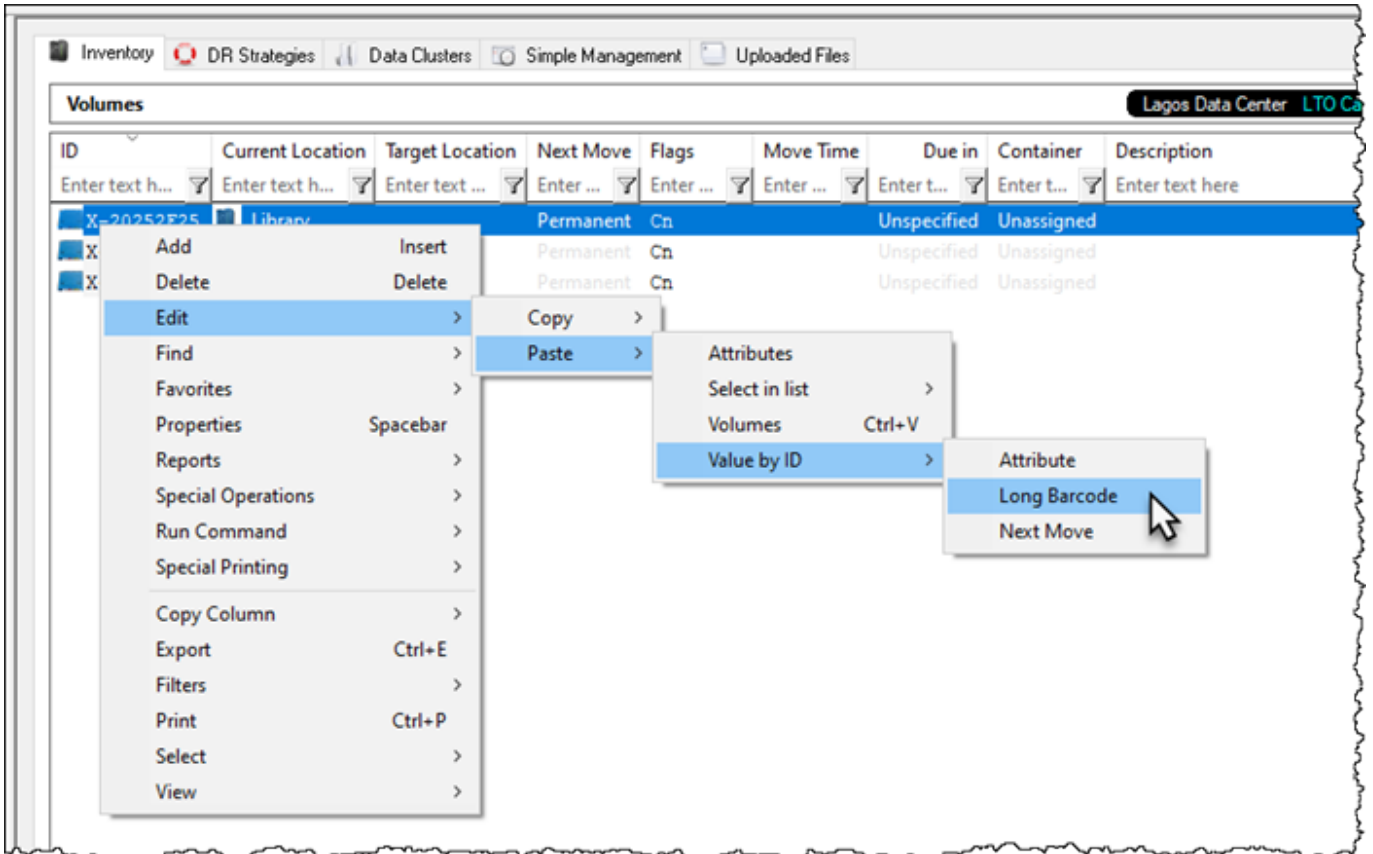 Inventory DR Strategies Data Clusters Simple Management Uploaded Files
Volumes Lagos Data Center LTO
ID Current Location Target Location Next Move Flags Move Time Due in Container Description
Enter text h... Enter text h... Enter text ... Enter ... Enter ... Enter ... Enter t... Enter t... Enter text here
X-20252F25 Library Permanent Cn Unspecified Unassigned
X Permanent Cn Unspecified Unassigned
X Permanent Cn Unspecified Unassigned
Add Insert
Delete Delete
Edit >
Find >
Favorites >
Properties Spacebar
Reports >
Special Operations >
Run Command >
Special Printing >
Copy Column >
Export Ctrl+E
Filters >
Print Ctrl+P
Select >
View >
Copy >
Paste >
Attributes
Select in list >
Volumes Ctrl+V
Value by ID >
Attribute
Long Barcode
Next Move